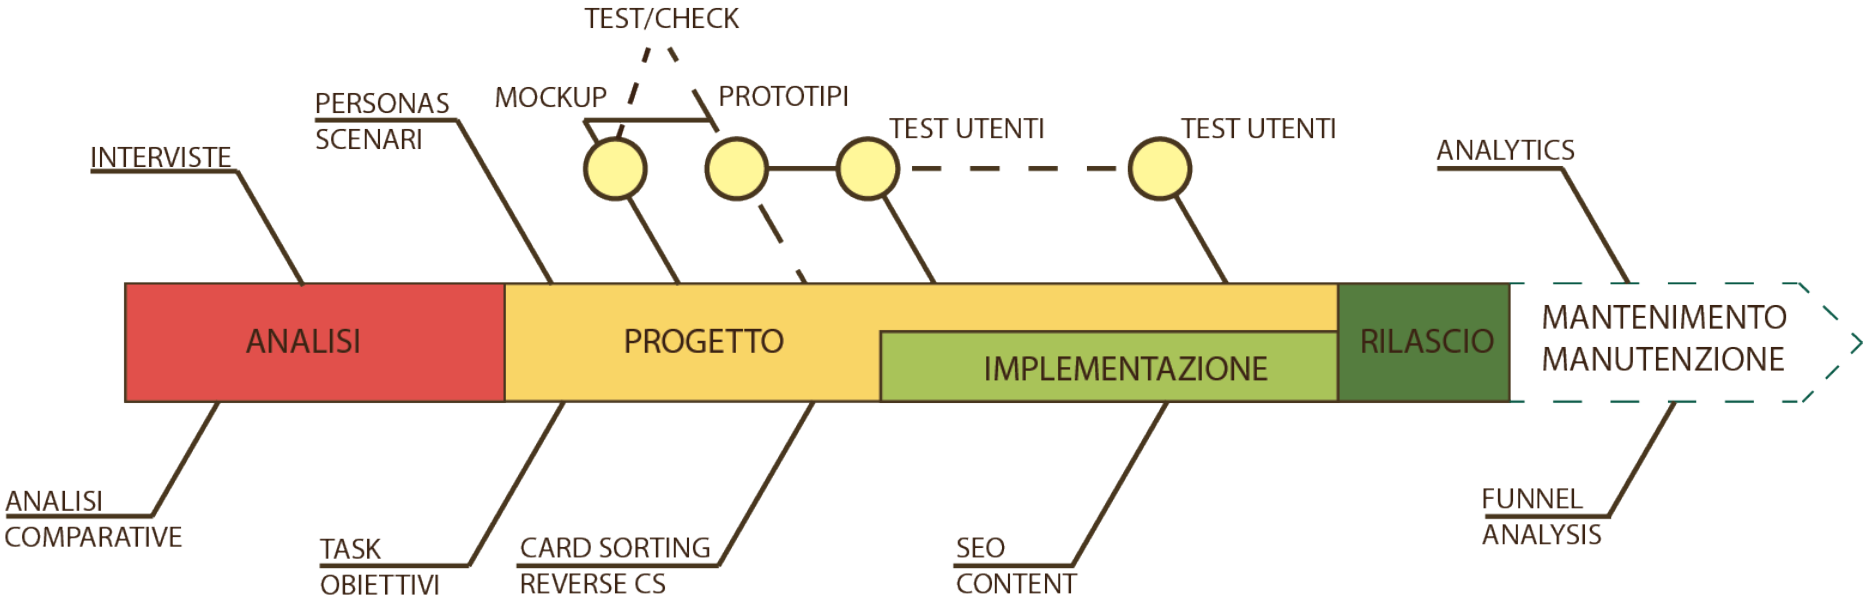 TEST/CHECK
MOCKUP
PROTOTIPI
PERSONAS
SCENARI
TEST UTENTI
TEST UTENTI
INTERVISTE
ANALYTICS
ANALISI
PROGETTO
IMPLEMENTAZIONE
RILASCIO
MANTENIMENTO
MANUTENZIONE
ANALISI
COMPARATIVE
TASK
OBIETTIVI
CARD SORTING
REVERSE CS
SEO
CONTENT
FUNNEL
ANALYSIS